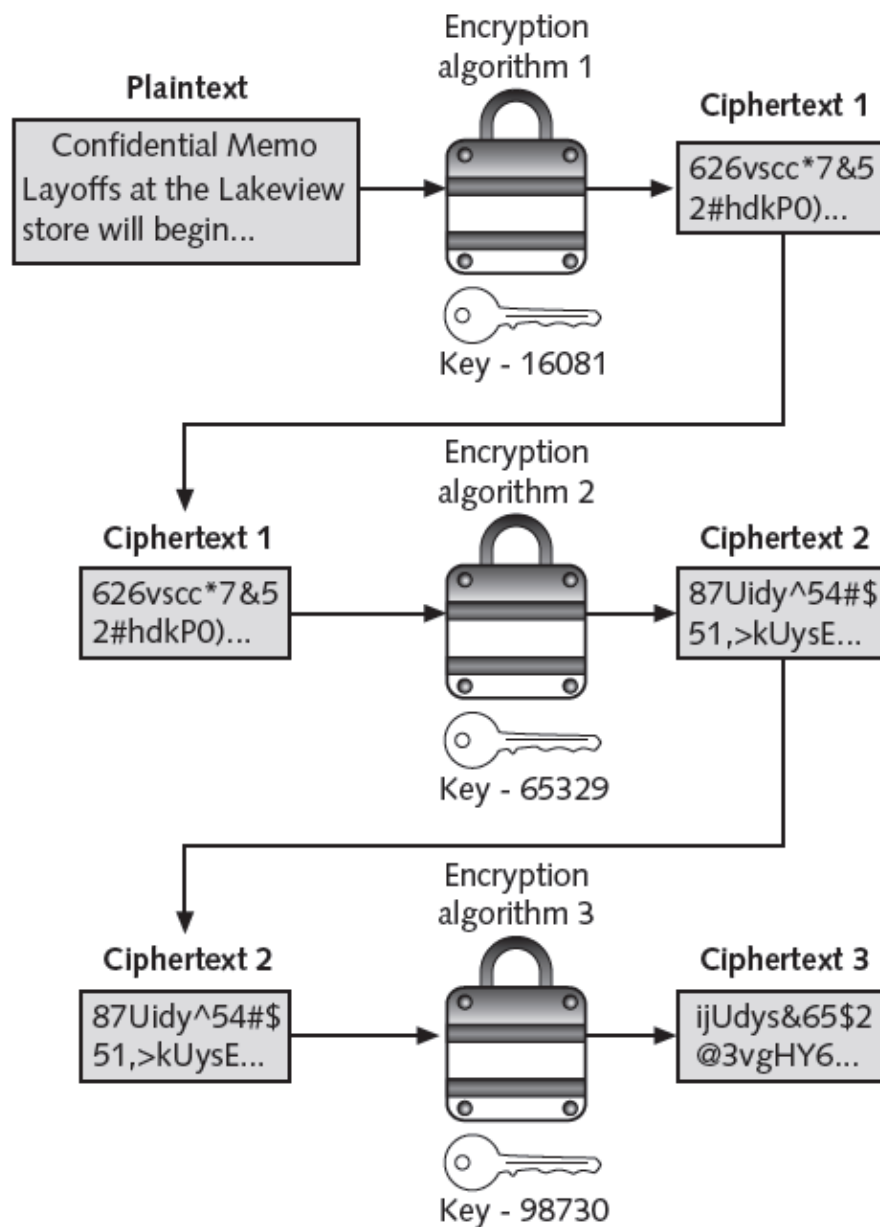 Encryption
algorithm 1
Plaintext
Confidential Memo
Layoffs at the Lakeview
store will begin...
Ciphertext 1
626vscc*7&5
2#hdkP0)...
Key - 16081
Encryption
algorithm 2
Ciphertext 1
626vscc*7&5
2#hdkP0)...
Ciphertext 2
87Uidy^54#$
51,>kUysE...
Key - 65329
Encryption
algorithm 3
Ciphertext 2
87Uidy^54#$
51,>kUysE...
Ciphertext 3
ijUdys&65$2
@3vgHY6...
Key - 98730